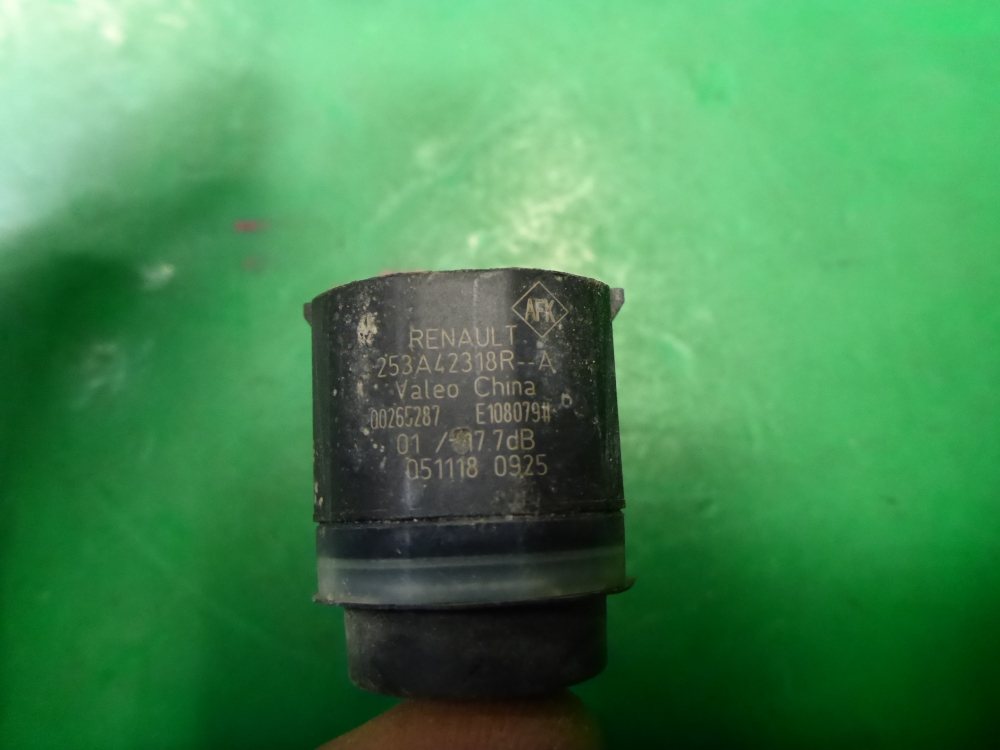 AFK
RENAULT
253A42318R--A
Valeo China
00265287 E108079#
01 /-17.7dB
051118 0925